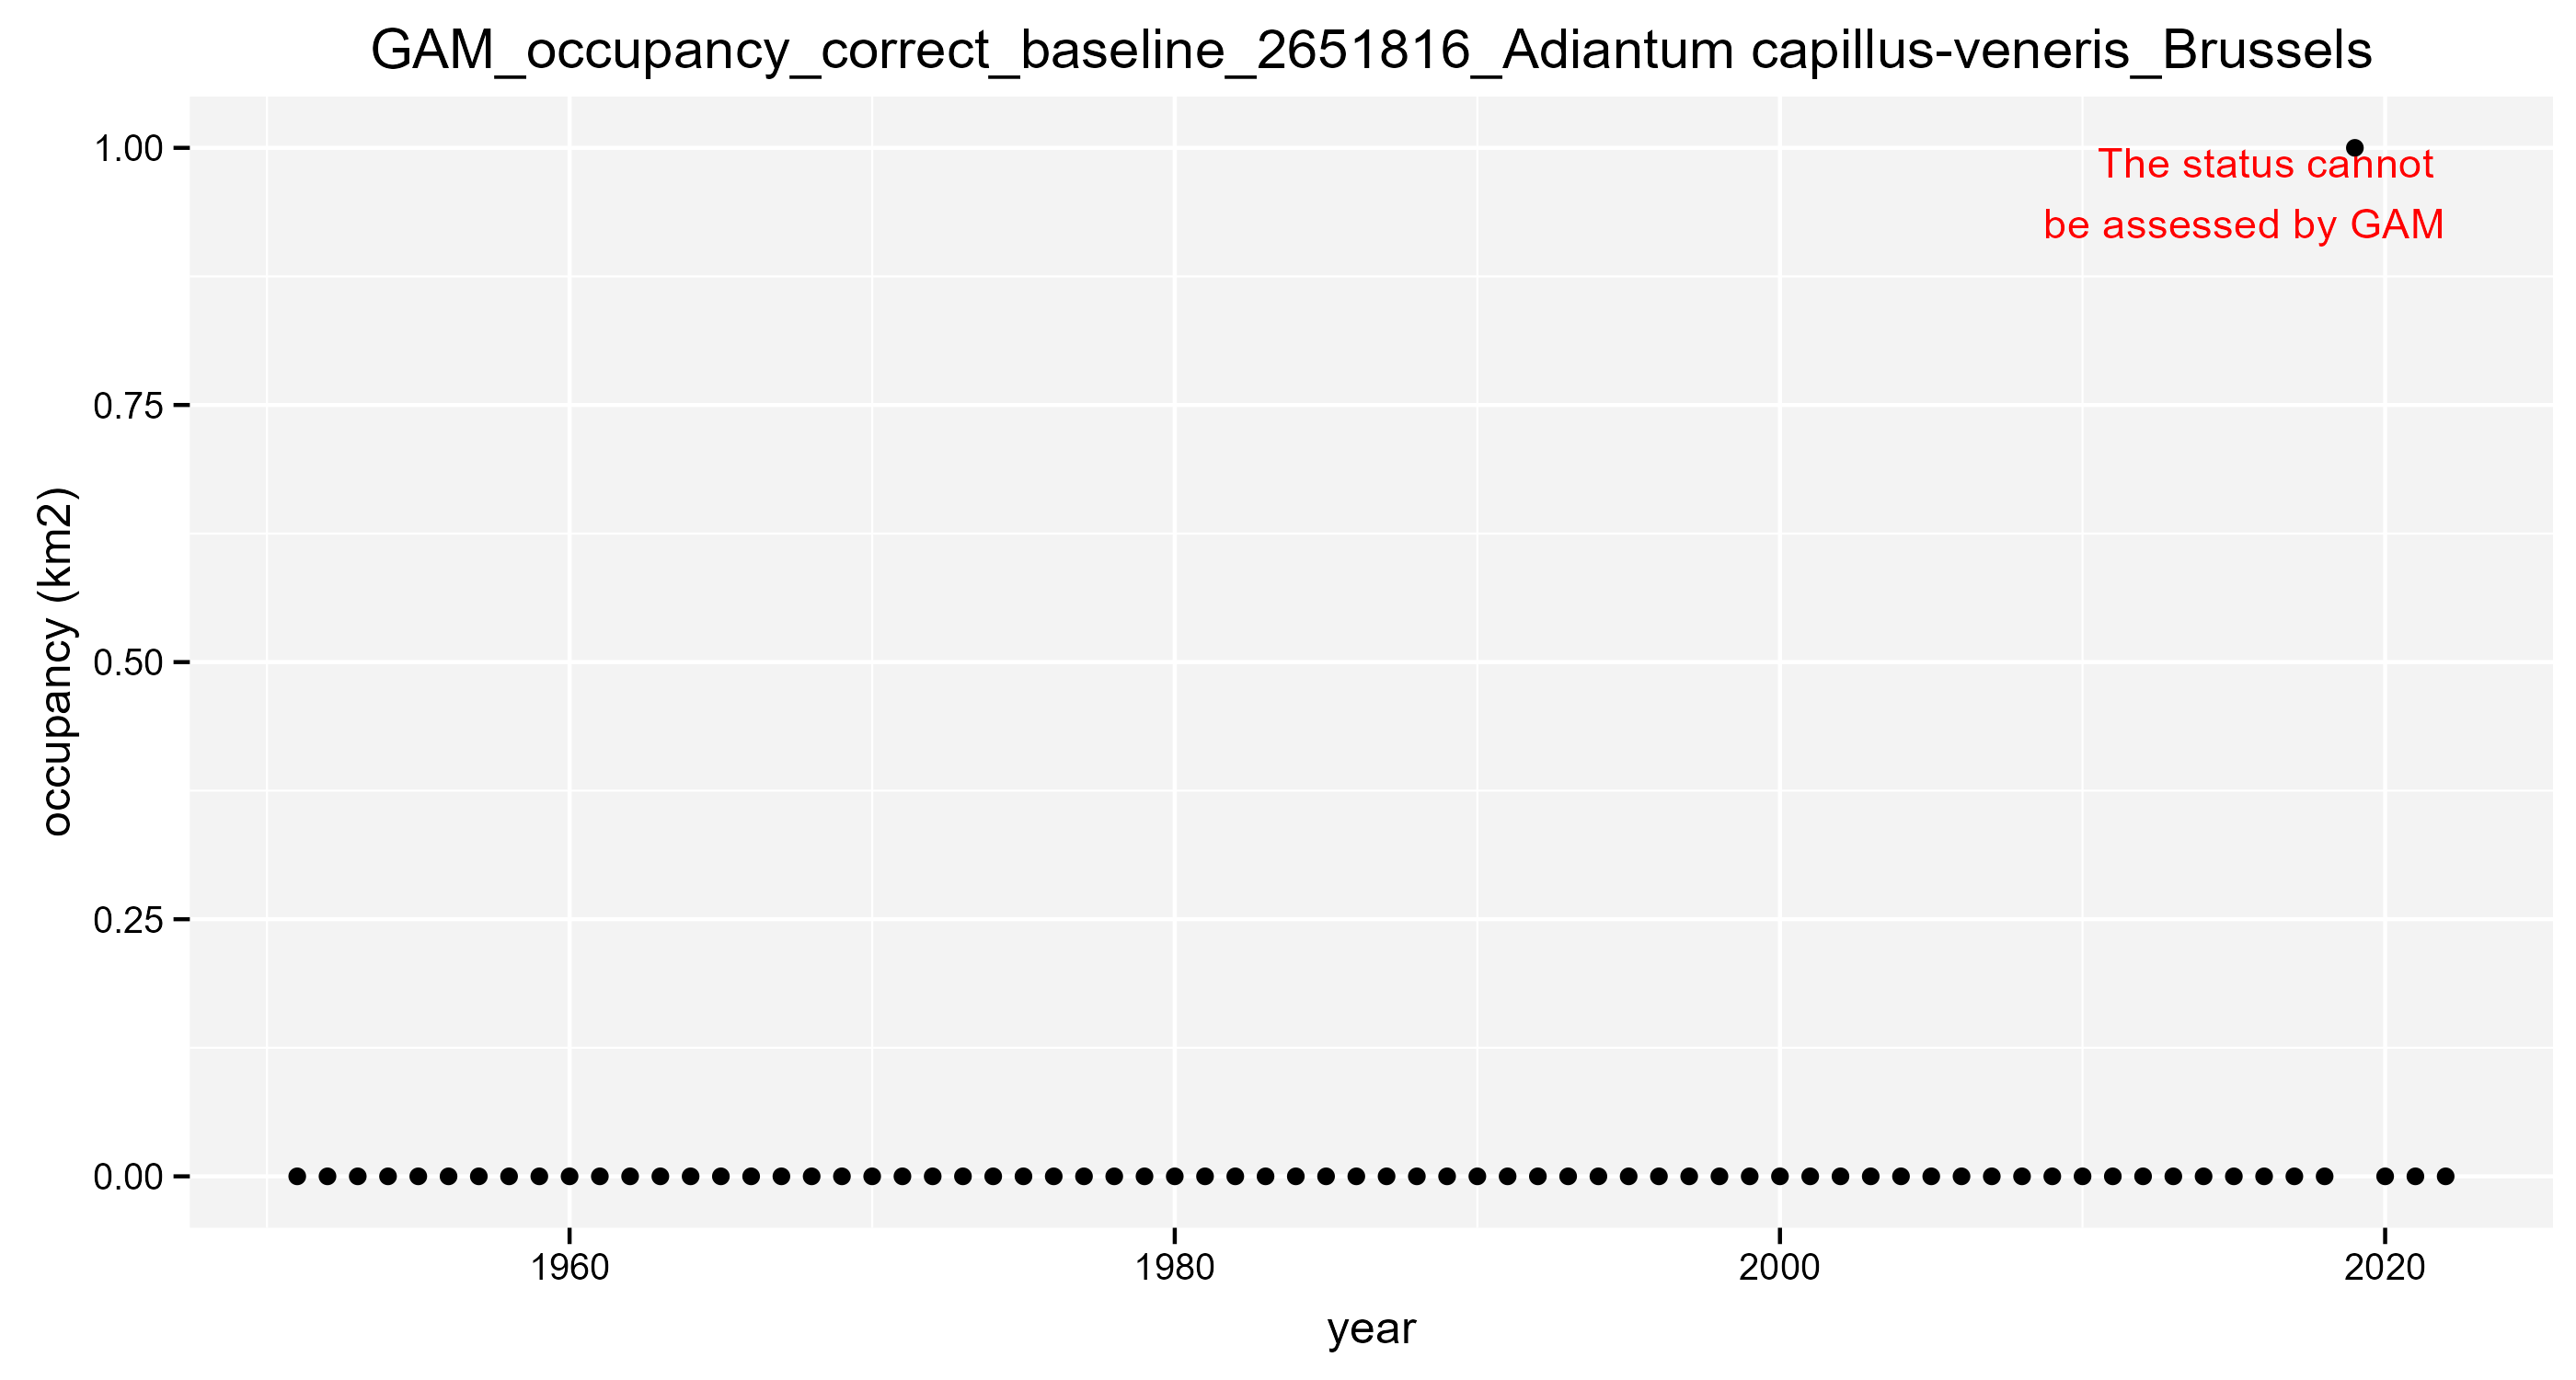 GAM_occupancy_correct_baseline_2651816_Adiantum capillus-veneris_Brussels
occupancy (km2)
1.00
The status cannot
be assessed by GAM
0.75
0.50
0.25
0.00
1960 1980 2000 2020
year